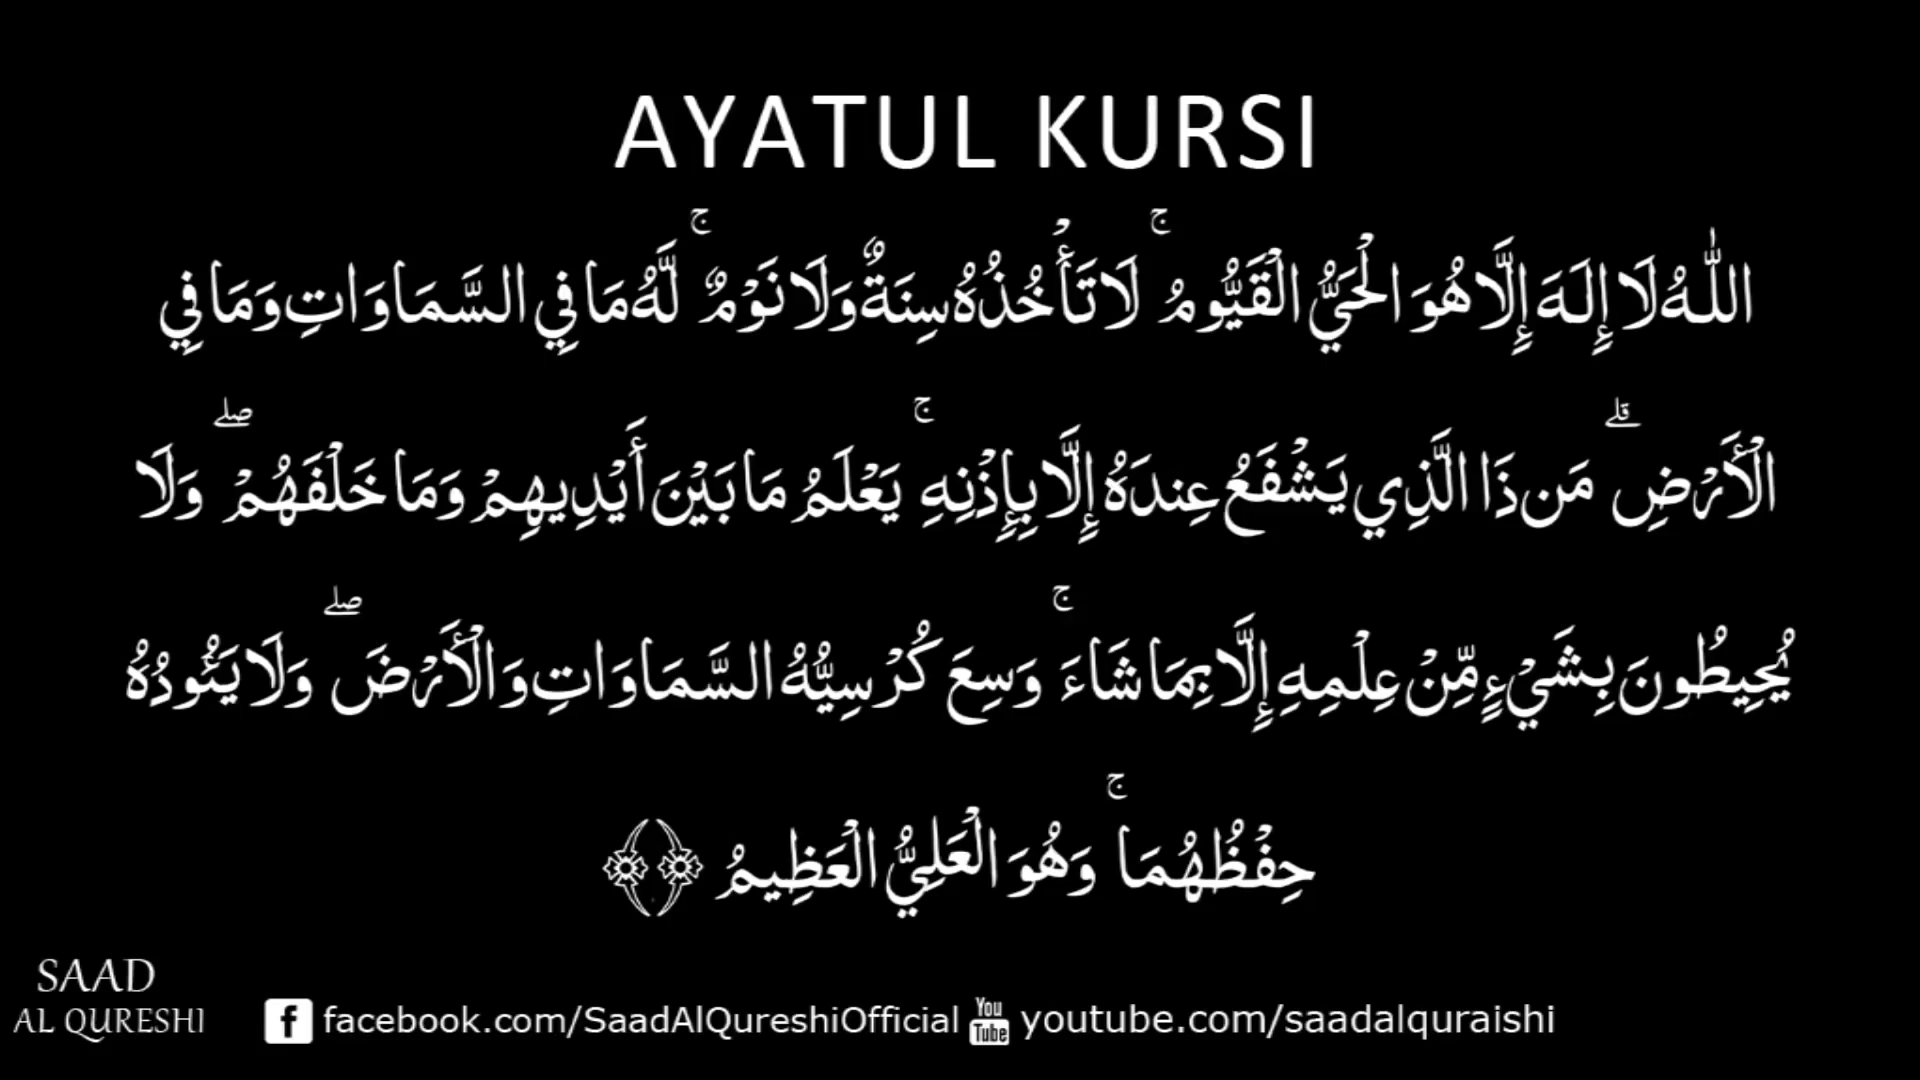 AYATUL KURSI
اللَّهُ لَا إِلَٰهَ إِلَّا هُوَ الْحَيُّ الْقَيُّومُ ۚ لَا تَأْخُذُهُ سِنَةٌ وَلَا نَوْمٌ ۚ لَّهُ مَا فِي السَّمَاوَاتِ وَمَا فِي
الْأَرْضِ ۗ مَن ذَا الَّذِي يَشْفَعُ عِندَهُ إِلَّا بِإِذْنِهِ ۚ يَعْلَمُ مَا بَيْنَ أَيْدِيهِمْ وَمَا خَلْفَهُمْ ۖ وَلَا
يُحِيطُونَ بِشَيْءٍ مِّنْ عِلْمِهِ إِلَّا بِمَا شَاءَ ۚ وَسِعَ كُرْسِيُّهُ السَّمَاوَاتِ وَالْأَرْضَ ۖ وَلَا يَئُودُهُ
حِفْظُهُمَا ۚ وَهُوَ الْعَلِيُّ الْعَظِيمُ
SAAD
AL QURESHI
f facebook.com/SaadAlQureshiOfficial You Tube youtube.com/saadalquraishi